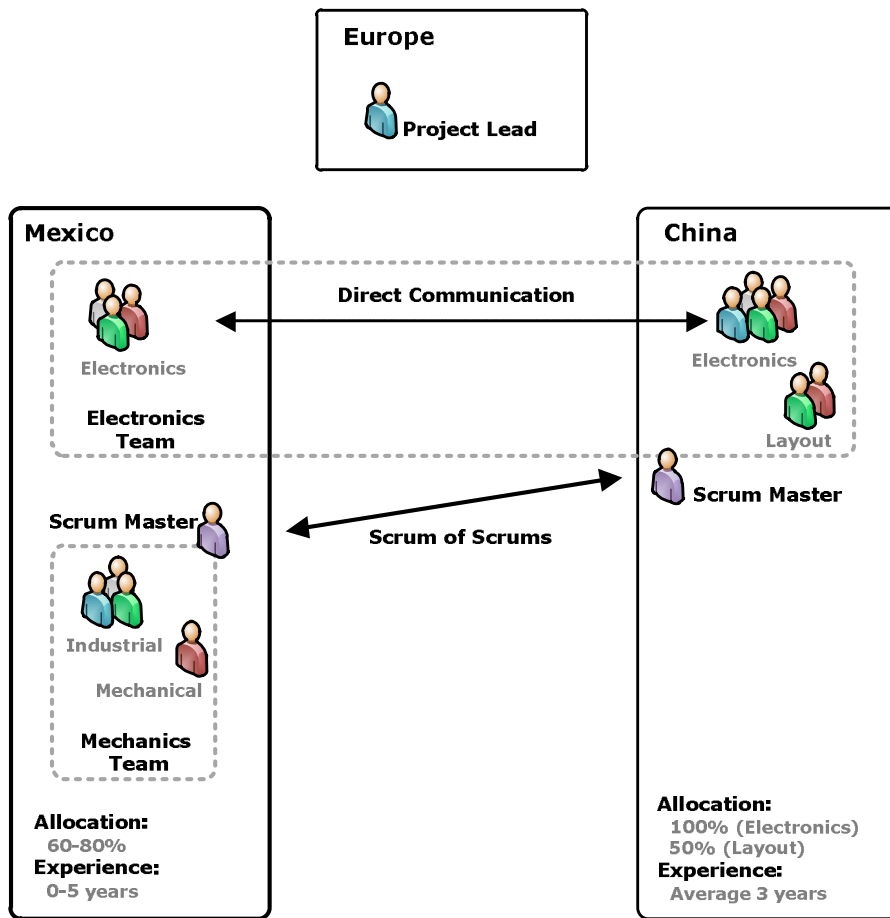 Europe
Project Lead
Mexico
China
Direct Communication
Electronics
Electronics
Electronics
Team
Layout
Scrum Master
Scrum Master
Scrum of Scrums
Industrial
Mechanical
Mechanics
Team
Allocation:
60-80%
Experience:
0-5 years
Allocation:
100% (Electronics)
50% (Layout)
Experience:
Average 3 years